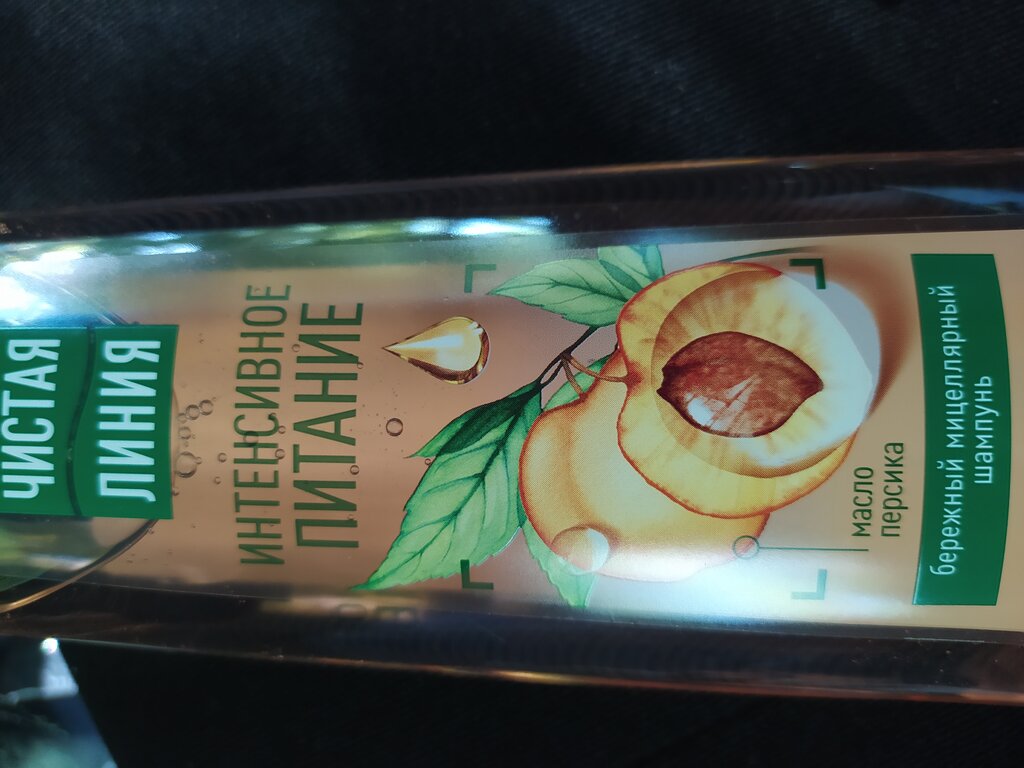 ЧИСТАЯ
ЛИНИЯ
ИНТЕНСИВНОЕ
ПИТАНИЕ
масло
персика
бережный мицеллярный
шампунь